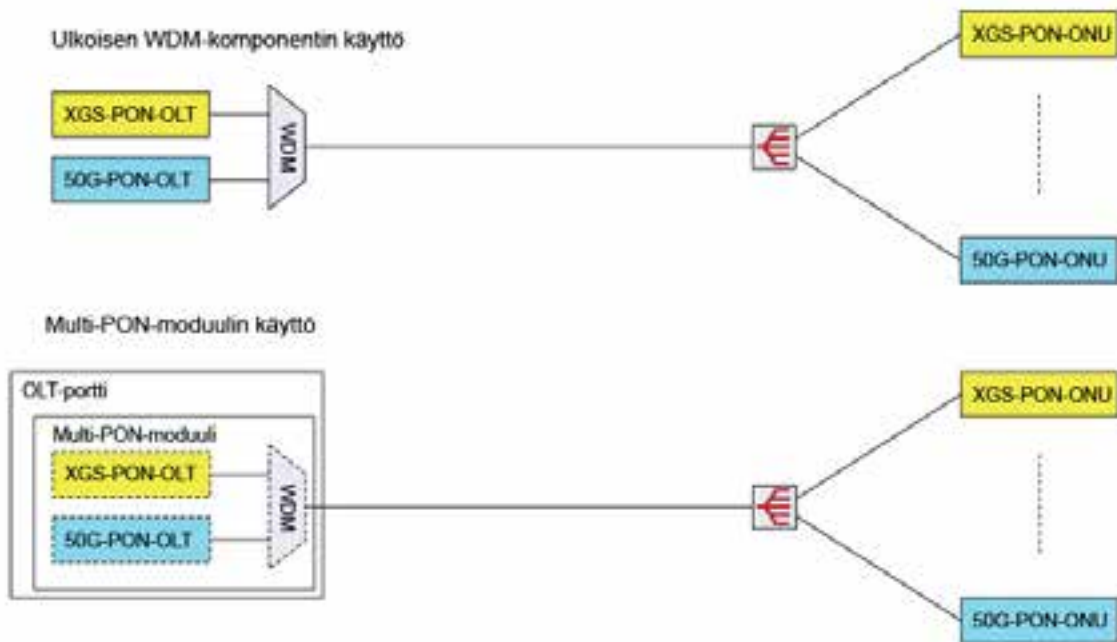 Ulkoisen WDM-komponentin käyttö
XGS-PON-OLT
50G-PON-OLT
WDM
XGS-PON-ONU
50G-PON-ONU
Multi-PON-moduulin käyttö
OLT-portti
Multi-PON-moduuli
XGS-PON-OLT
50G-PON-OLT
WDM
XGS-PON-ONU
50G-PON-ONU